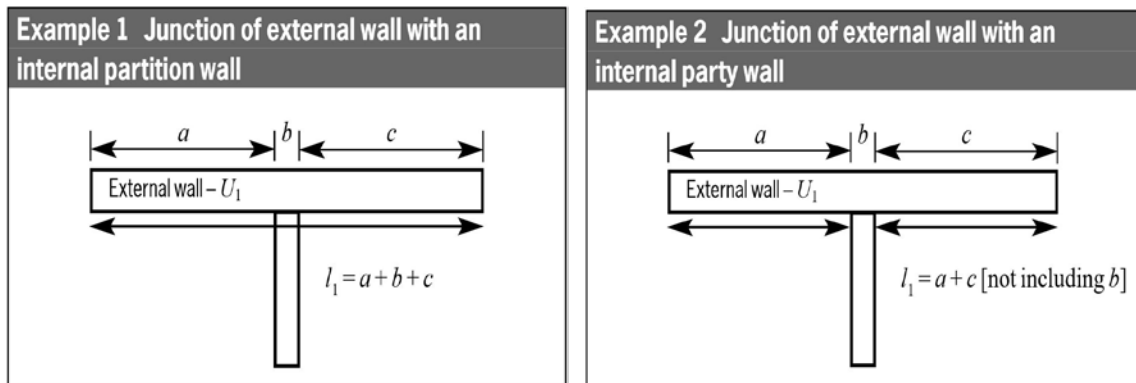 Example 1 Junction of external wall with an
internal partition wall
a b c
External wall – U₁
l₁ = a + b + c
Example 2 Junction of external wall with an
internal party wall
a b c
External wall – U₁
l₁ = a + c [not including b]